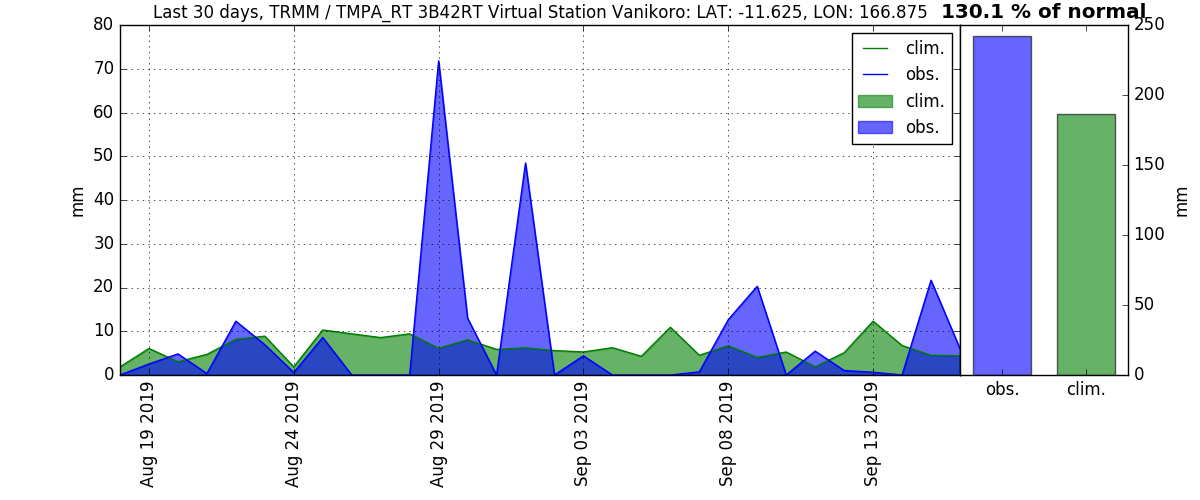 Last 30 days, TRMM / TMPA_RT 3B42RT Virtual Station Vanikoro: LAT: -11.625, LON: 166.875 130.1 % of normal
80
70
60
50
40
30
20
10
0
mm
clim.
obs.
clim.
obs.
250
200
150
100
50
0
mm
Aug 19 2019
Aug 24 2019
Aug 29 2019
Sep 03 2019
Sep 08 2019
Sep 13 2019
obs.
clim.